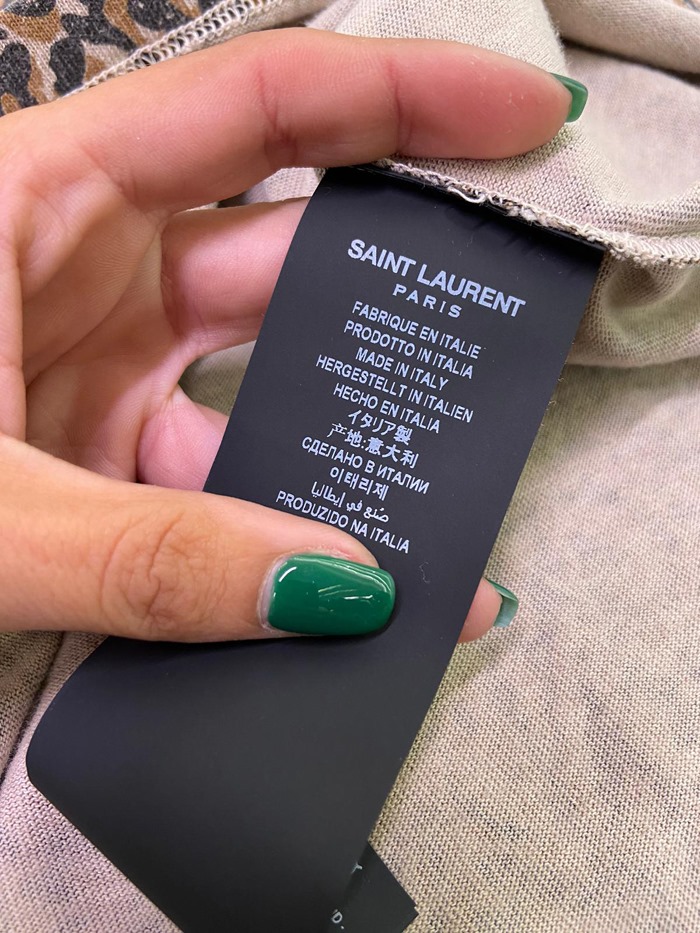 SAINT LAURENT
PARIS
FABRIQUE EN ITALIE
PRODOTTO IN ITALIA
MADE IN ITALY
HERGESTELLT IN ITALIEN
HECHO EN ITALIA
イタリア製
产地:意大利
СДЕЛАНО В ИТАЛИИ
이태리제
صُنع في إيطاليا
PRODUZIDO NA ITALIA